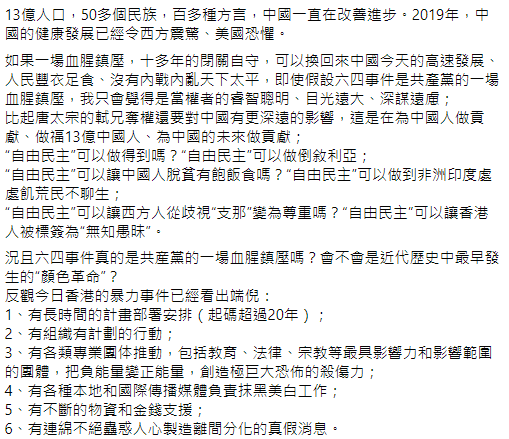 13億人口，50多個民族，百多種方言，中國一直在改善進步。2019年，中
國的健康發展已經令西方震驚、美國恐懼。
如果一場血腥鎮壓，十多年的閉關自守，可以換回來中國今天的高速發展、
人民豐衣足食、沒有內戰內亂天下太平，即使假設六四事件是共產黨的一場
血腥鎮壓，我只會覺得是當權者的睿智聰明、目光遠大、深謀遠慮；
比起唐太宗的弒兄奪權還要對中國有更深遠的影響，這是在為中國人做貢
獻、做福13億中國人、為中國的未來做貢獻；
“自由民主”可以做得到嗎？“自由民主”可以做倒敘利亞；
“自由民主”可以讓中國人脫貧有飽飯食嗎？“自由民主”可以做到非洲印度處
處飢荒民不聊生；
“自由民主”可以讓西方人從歧視“支那”變為尊重嗎？“自由民主”可以讓香港
人被標簽為“無知愚昧”。
況且六四事件真的是共産黨的一場血腥鎮壓嗎？會不會是近代歷史中最早發
生的“顏色革命”？
反觀今日香港的暴力事件已經看出端倪：
1、有長時間的計畫部署安排（起碼超過20年）；
2、有組織有計劃的行動；
3、有各類專業團体推動，包括教育、法律、宗教等最具影響力和影響範圍
的團體，把負能量變正能量，創造極巨大恐佈的殺傷力；
4、有各種本地和國際傳播媒體負責抹黑美白工作；
5、有不斷的物資和金錢支援；
6、有連綿不絕蠱惑人心製造離間分化的真假消息。